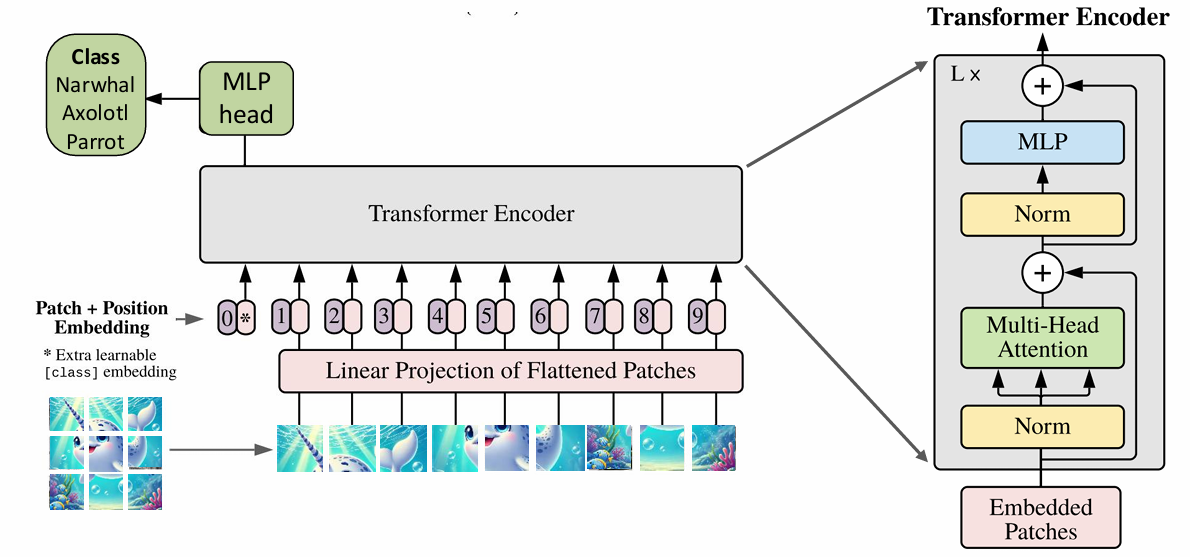 Transformer Encoder
Class
Narwhal
Axolotl
Parrot
MLP
head
Transformer Encoder
Patch + Position
Embedding
* Extra learnable
[class] embedding
0 * 1 2 3 4 5 6 7 8 9
Linear Projection of Flattened Patches
L x
+
MLP
Norm
+
Multi-Head
Attention
Norm
Embedded
Patches